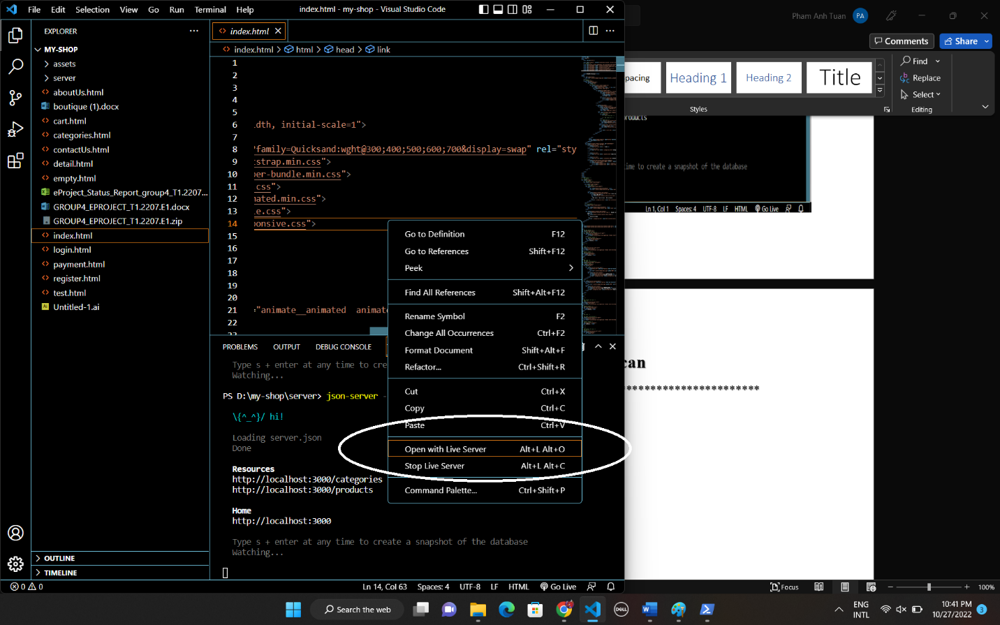 File Edit Selection View Go Run Terminal Help
index.html - my-shop - Visual Studio Code
Pham Anh Tuan PA
EXPLORER
index.html
Comments Share
index.html > html > head > link
MY-SHOP
assets
server
aboutUs.html
boutique (1).docx
cart.html
categories.html
contactUs.html
detail.html
empty.html
eProject_Status_Report_group4_T1.2207...
GROUP4_EPROJECT_T1.2207.E1.docx
GROUP4_EPROJECT_T1.2207.E1.zip
index.html
login.html
payment.html
register.html
test.html
Untitled-1.ai
OUTLINE
TIMELINE
1
2
3
4
5
6 dth, initial-scale=1">
7
8 family=Quicksand:wght@300;400;500;600;700&display=swap" rel="sty
9 strap.min.css">
10 per-bundle.min.css">
11 css">
12 mated.min.css">
13 le.css">
14 ponsive.css">
15
16
17
18
19
20
21 ="animate__animated animate
22
Go to Definition F12
Go to References Shift+F12
Peek
Find All References Shift+Alt+F12
Rename Symbol F2
Change All Occurrences Ctrl+F2
Format Document Shift+Alt+F
Refactor... Ctrl+Shift+R
Cut Ctrl+X
Copy Ctrl+C
Paste Ctrl+V
Open with Live Server Alt+L Alt+O
Stop Live Server Alt+L Alt+C
Command Palette... Ctrl+Shift+P
PROBLEMS OUTPUT DEBUG CONSOLE
Type s + enter at any time to cre
Watching...
PS D:\my-shop\server> json-server -
\{^_^}/ hi!
Loading server.json
Done
Resources
http://localhost:3000/categories
http://localhost:3000/products
Home
http://localhost:3000
Type s + enter at any time to create a snapshot of the database
Watching...
0 0
Ln 14, Col 63 Spaces: 4 UTF-8 LF HTML Go Live
pacing Heading 1 Heading 2 Title
Styles
Find
Replace
Select
Editing
oducts
ime to create a snapshot of the database
Ln 1, Col 1 Spaces: 4 UTF-8 LF HTML Go Live
can
***********************
Focus
100%
Search the web
DELL
ENG
INTL
10:41 PM
10/27/2022
3